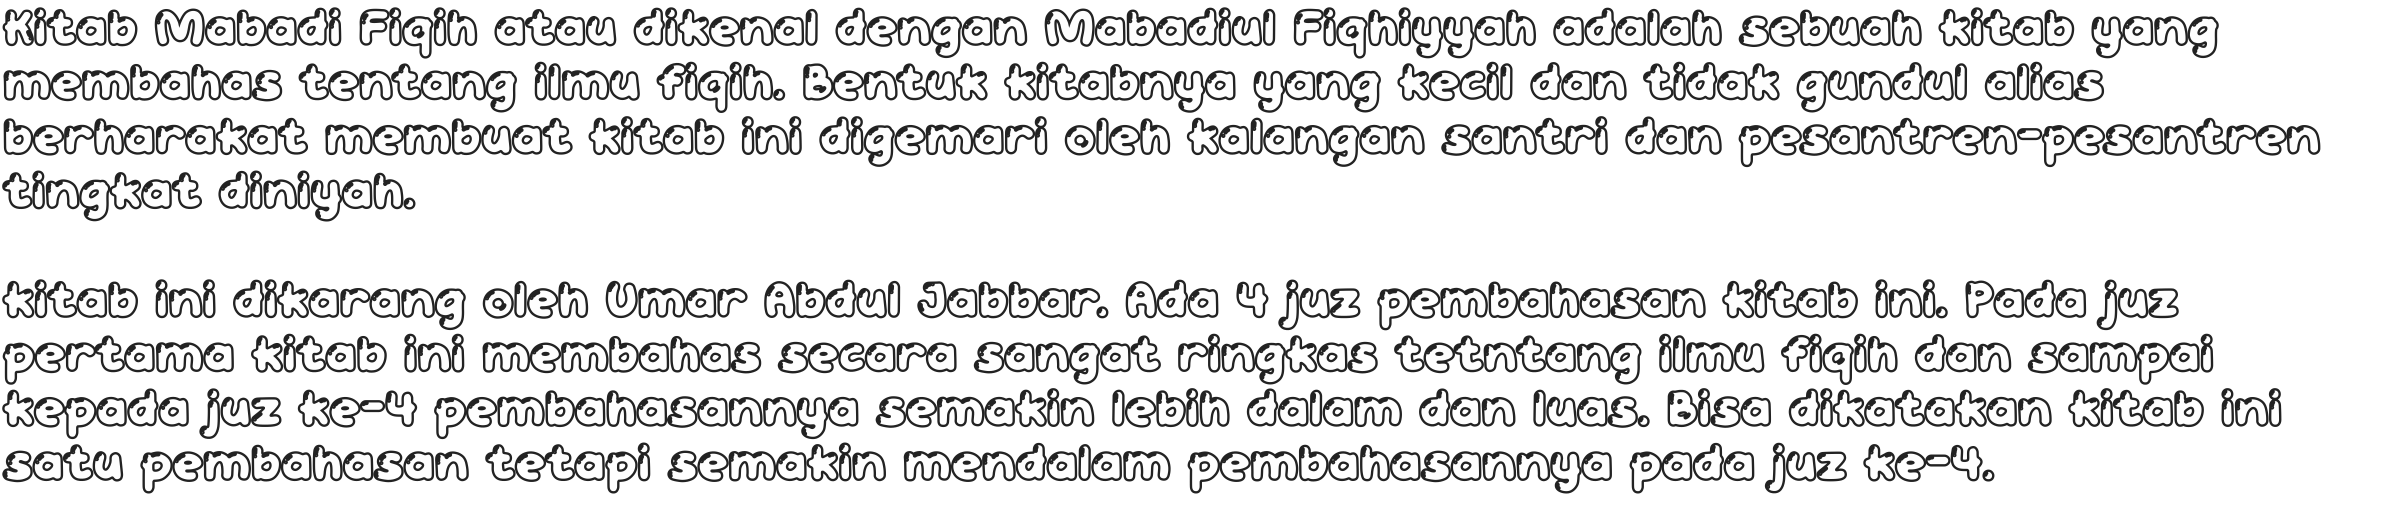 Kitab Mabadi Fiqih atau dikenal dengan Mabadiul Fiqhiyyah adalah sebuah kitab yang
membahas tentang ilmu fiqih. Bentuk kitabnya yang kecil dan tidak gundul alias
berharakat membuat kitab ini digemari oleh kalangan santri dan pesantren-pesantren
tingkat diniyah.
kitab ini dikarang oleh Umar Abdul Jabbar. Ada 4 juz pembahasan kitab ini. Pada juz
pertama kitab ini membahas secara sangat ringkas tetntang ilmu fiqih dan sampai
kepada juz ke-4 pembahasannya semakin lebih dalam dan luas. Bisa dikatakan kitab ini
satu pembahasan tetapi semakin mendalam pembahasannya pada juz ke-4.